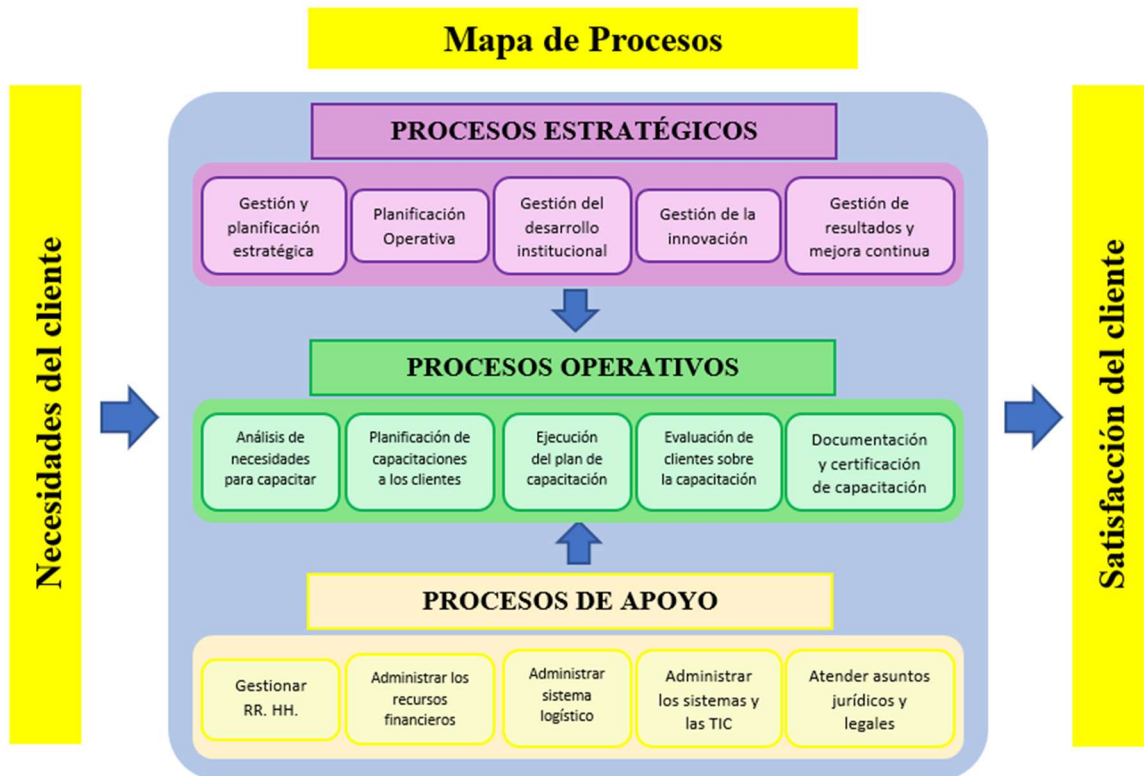 Mapa de Procesos
Necesidades del cliente
PROCESOS ESTRATÉGICOS
Gestión y
planificación
estratégica
Planificación
Operativa
Gestión del
desarrollo
institucional
Gestión de la
innovación
Gestión de
resultados y
mejora continua
PROCESOS OPERATIVOS
Análisis de
necesidades
para capacitar
Planificación de
capacitaciones
a los clientes
Ejecución
del plan de
capacitación
Evaluación de
clientes sobre
la capacitación
Documentación
y certificación
de capacitación
PROCESOS DE APOYO
Gestionar
RR. HH.
Administrar los
recursos
financieros
Administrar
sistema
logístico
Administrar
los sistemas y
las TIC
Atender asuntos
jurídicos y
legales
Satisfacción del cliente